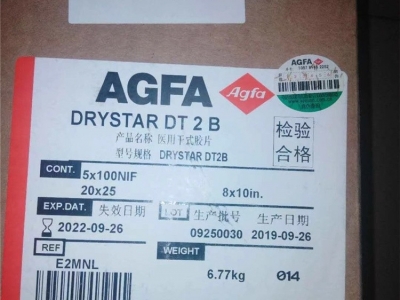 AGFA
Agfa
DRYSTAR DT 2 B
产品名称 医用干式胶片
型号规格 DRYSTAR DT2B
检验
合格
CONT.
5x100NIF
20x25
8x10in.
EXP.DAT. 失效日期
LOT 生产批号 生产日期
2022-09-26
09250030 2019-09-26
REF
E2MNL
WEIGHT
6.77kg
014
AGFA